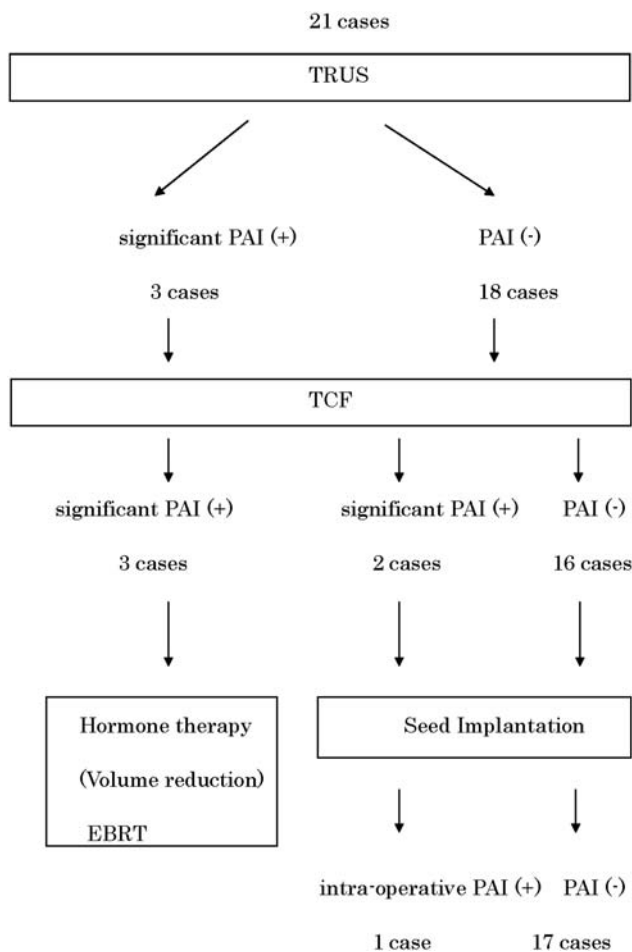 21 cases
TRUS
significant PAI (+) PAI (-)
3 cases 18 cases
TCF
significant PAI (+) significant PAI (+) PAI (-)
3 cases 2 cases 16 cases
Hormone therapy
(Volume reduction)
EBRT
Seed Implantation
intra-operative PAI (+) PAI (-)
1 case 17 cases